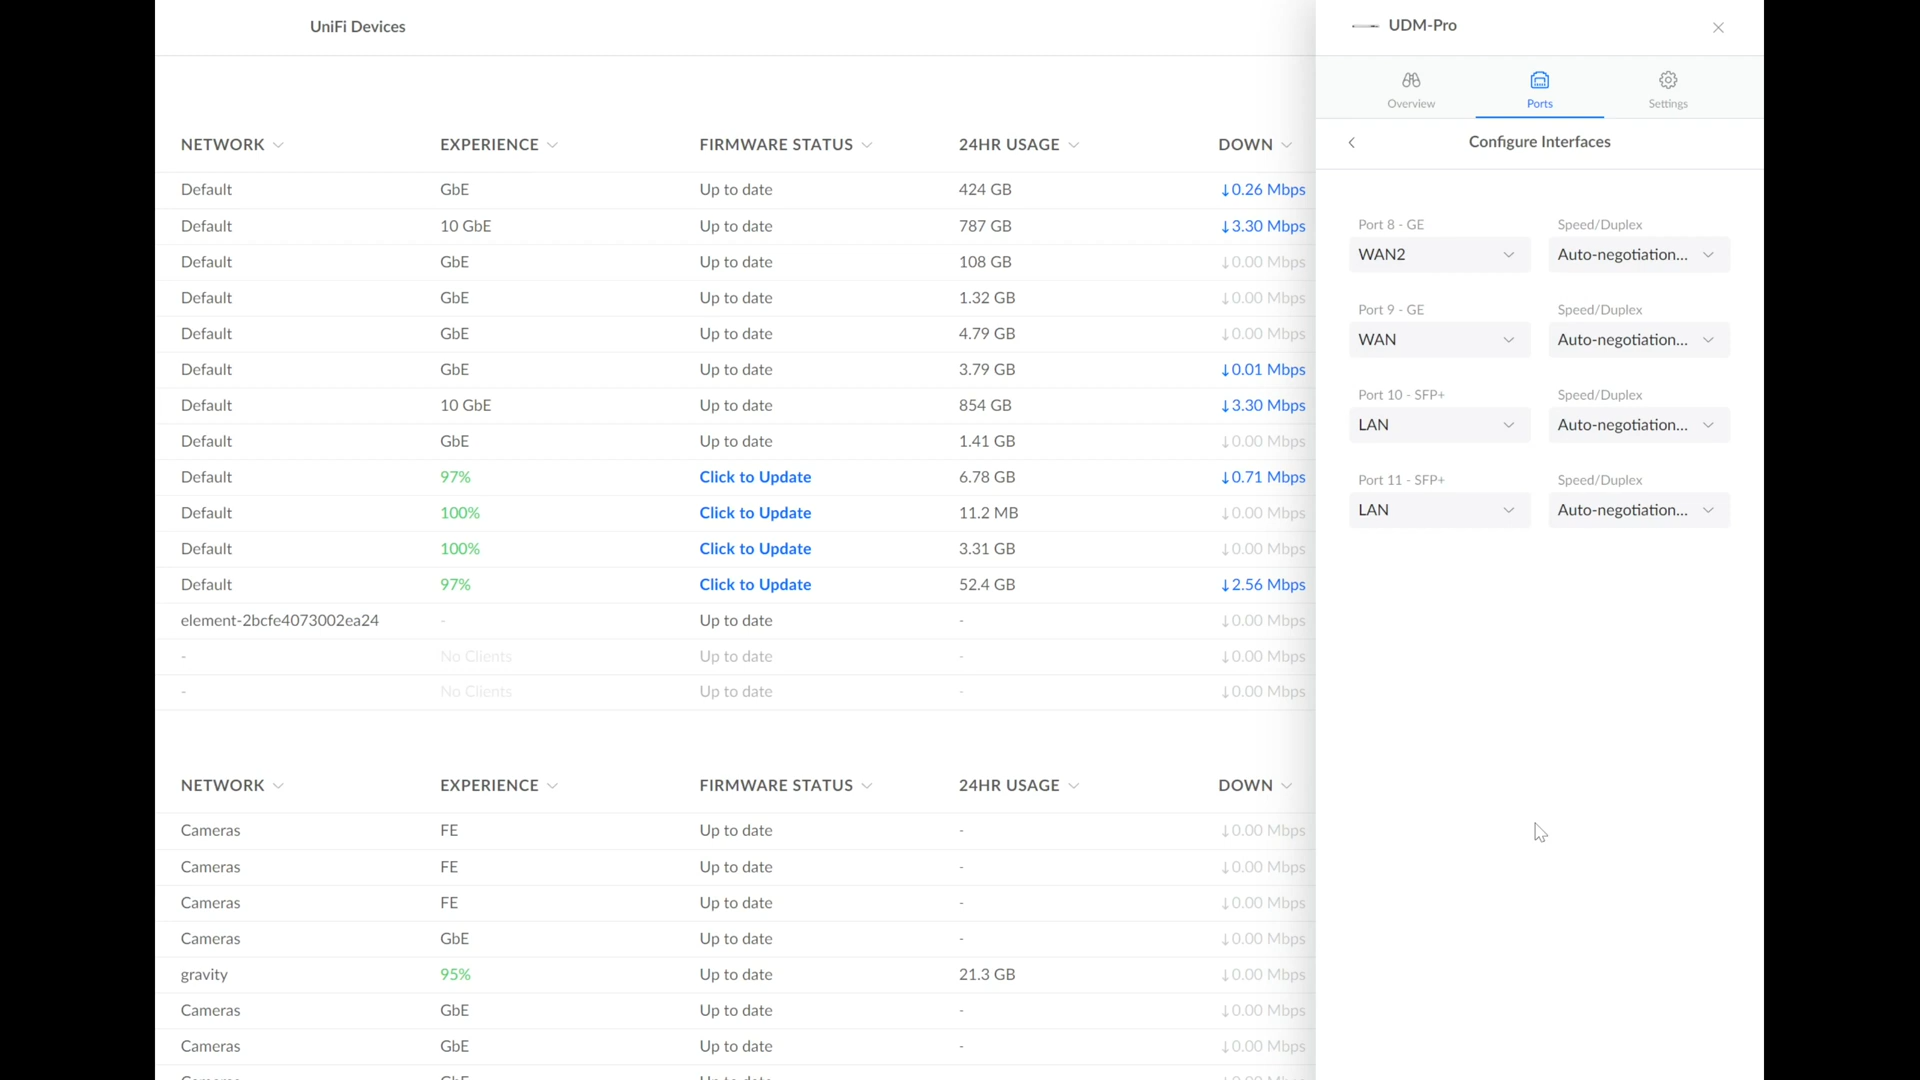 UniFi Devices
NETWORK EXPERIENCE FIRMWARE STATUS 24HR USAGE DOWN
Default GbE Up to date 424 GB ↓0.26 Mbps
Default 10 GbE Up to date 787 GB ↓3.30 Mbps
Default GbE Up to date 108 GB ↓0.00 Mbps
Default GbE Up to date 1.32 GB ↓0.00 Mbps
Default GbE Up to date 4.79 GB ↓0.00 Mbps
Default GbE Up to date 3.79 GB ↓0.01 Mbps
Default 10 GbE Up to date 854 GB ↓3.30 Mbps
Default GbE Up to date 1.41 GB ↓0.00 Mbps
Default 97% Click to Update 6.78 GB ↓0.71 Mbps
Default 100% Click to Update 11.2 MB ↓0.00 Mbps
Default 100% Click to Update 3.31 GB ↓0.00 Mbps
Default 97% Click to Update 52.4 GB ↓2.56 Mbps
element-2bcfe4073002ea24 - Up to date - ↓0.00 Mbps
- No Clients Up to date - ↓0.00 Mbps
- No Clients Up to date - ↓0.00 Mbps
NETWORK EXPERIENCE FIRMWARE STATUS 24HR USAGE DOWN
Cameras FE Up to date - ↓0.00 Mbps
Cameras FE Up to date - ↓0.00 Mbps
Cameras FE Up to date - ↓0.00 Mbps
Cameras GbE Up to date - ↓0.00 Mbps
gravity 95% Up to date 21.3 GB ↓0.00 Mbps
Cameras GbE Up to date - ↓0.00 Mbps
Cameras GbE Up to date - ↓0.00 Mbps
UDM-Pro
Overview Ports Settings
Configure Interfaces
Port 8 - GE Speed/Duplex
WAN2 Auto-negotiation...
Port 9 - GE Speed/Duplex
WAN Auto-negotiation...
Port 10 - SFP+ Speed/Duplex
LAN Auto-negotiation...
Port 11 - SFP+ Speed/Duplex
LAN Auto-negotiation...